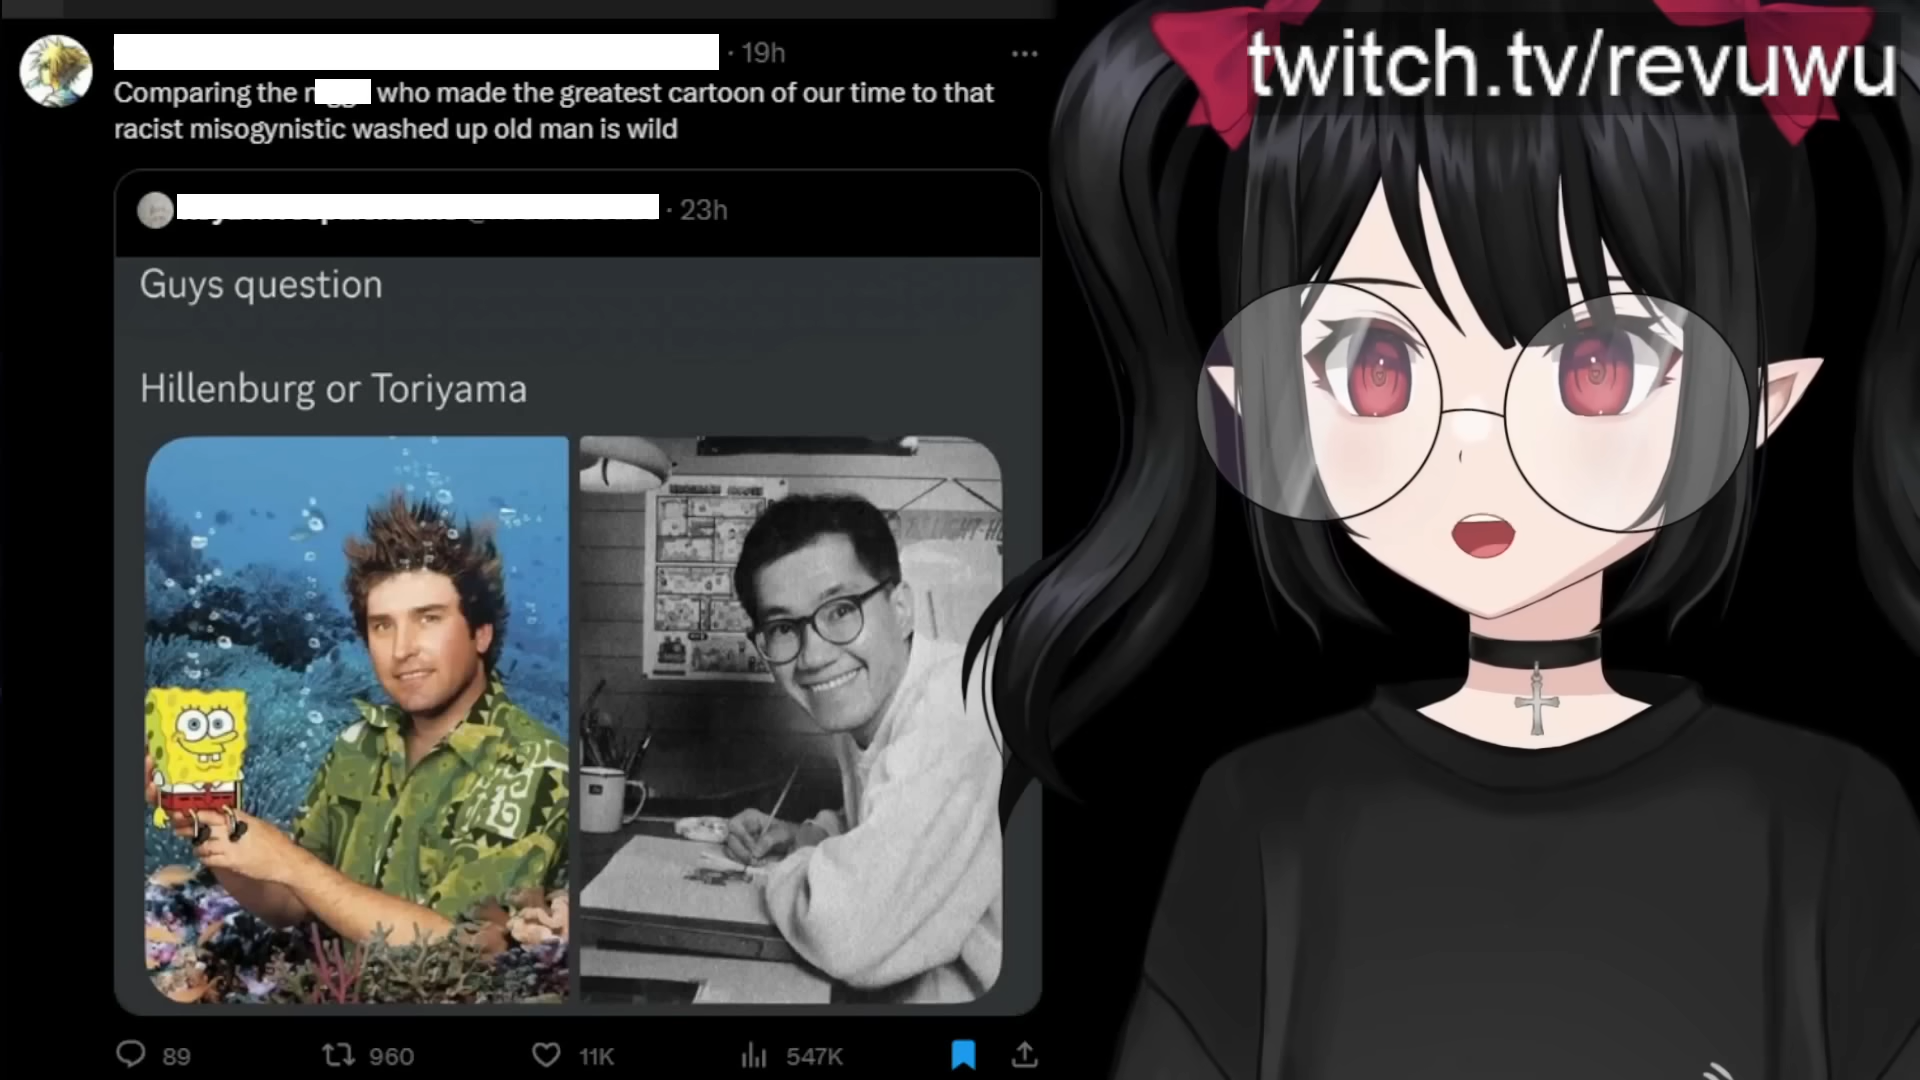 twitch.tv/revuwu
· 19h
Comparing the who made the greatest cartoon of our time to that
racist misogynistic washed up old man is wild
· 23h
Guys question
Hillenburg or Toriyama
89 960 11K 547K